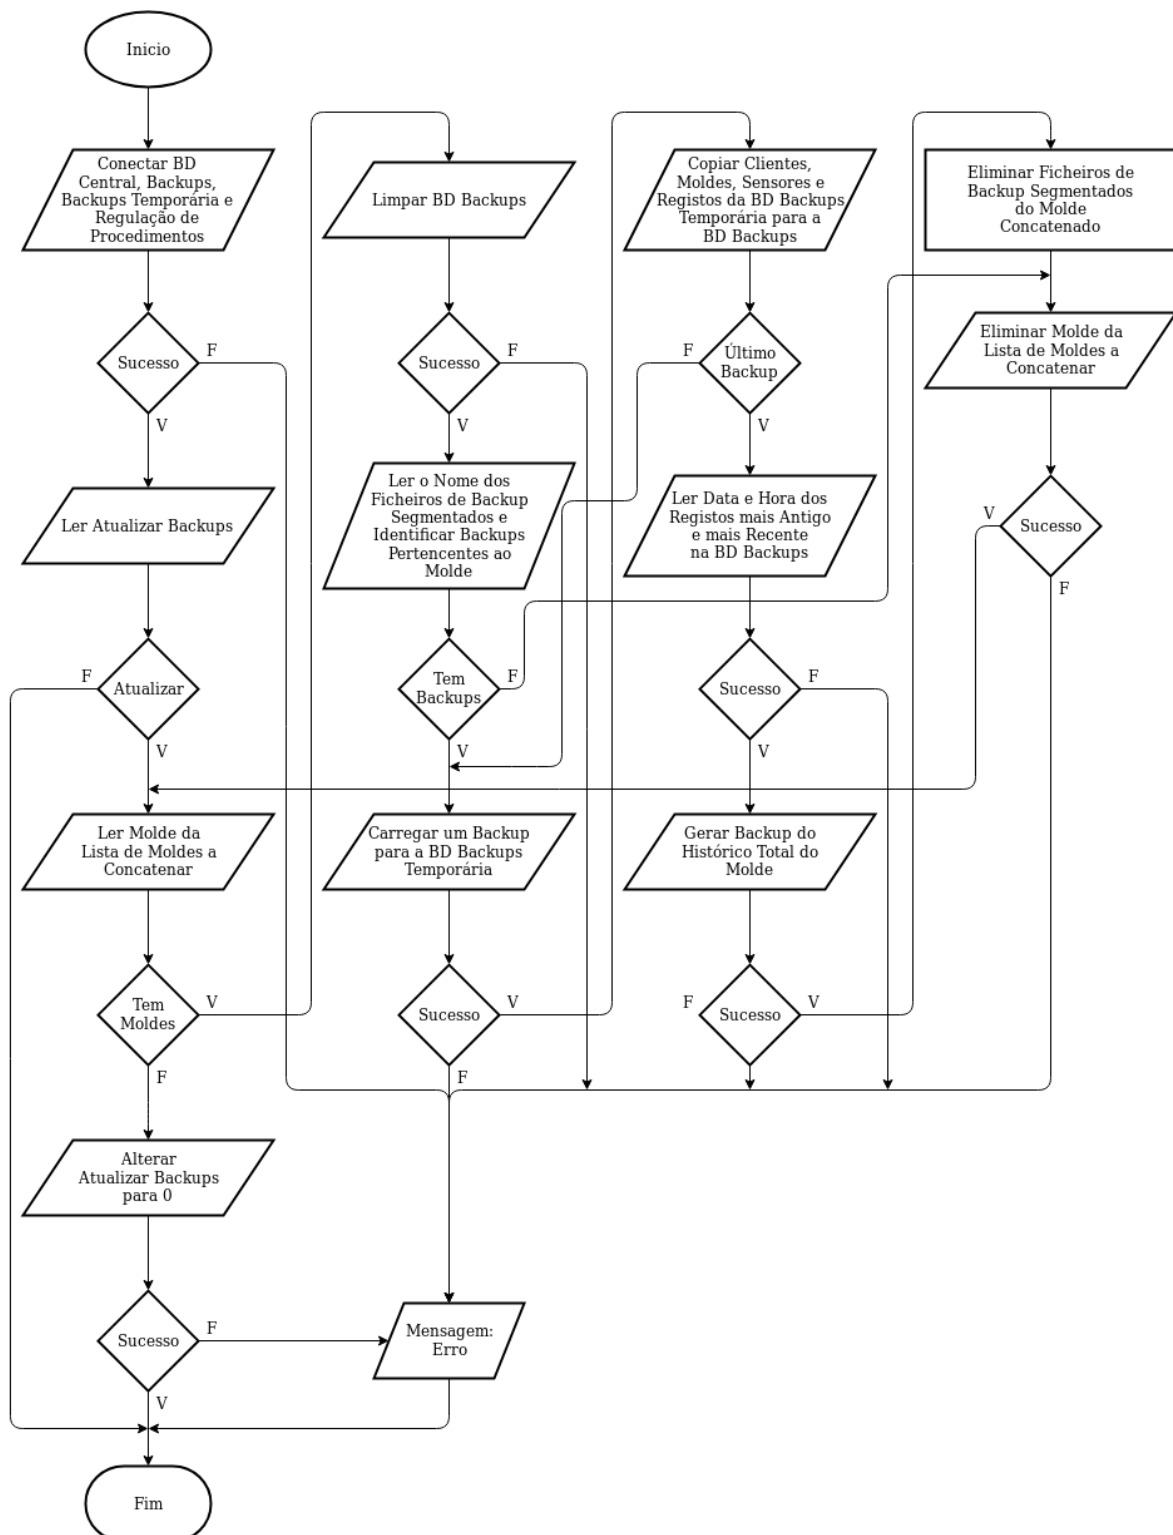 Inicio
Conectar BD
Central, Backups,
Backups Temporária e
Regulação de
Procedimentos
Sucesso
F
V
Ler Atualizar Backups
Atualizar
F
V
Ler Molde da
Lista de Moldes a
Concatenar
Tem
Moldes
V
F
Alterar
Atualizar Backups
para 0
Sucesso
F
V
Fim
Limpar BD Backups
Sucesso
F
V
Ler o Nome dos
Ficheiros de Backup
Segmentados e
Identificar Backups
Pertencentes ao
Molde
Tem
Backups
F
V
Carregar um Backup
para a BD Backups
Temporária
Sucesso
V
F
Mensagem:
Erro
Copiar Clientes,
Moldes, Sensores e
Registos da BD Backups
Temporária para a
BD Backups
Último
Backup
F
V
Ler Data e Hora dos
Registos mais Antigo
e mais Recente
na BD Backups
Sucesso
F
V
Gerar Backup do
Histórico Total do
Molde
Sucesso
F
V
Eliminar Ficheiros de
Backup Segmentados
do Molde
Concatenado
Eliminar Molde da
Lista de Moldes a
Concatenar
Sucesso
V
F